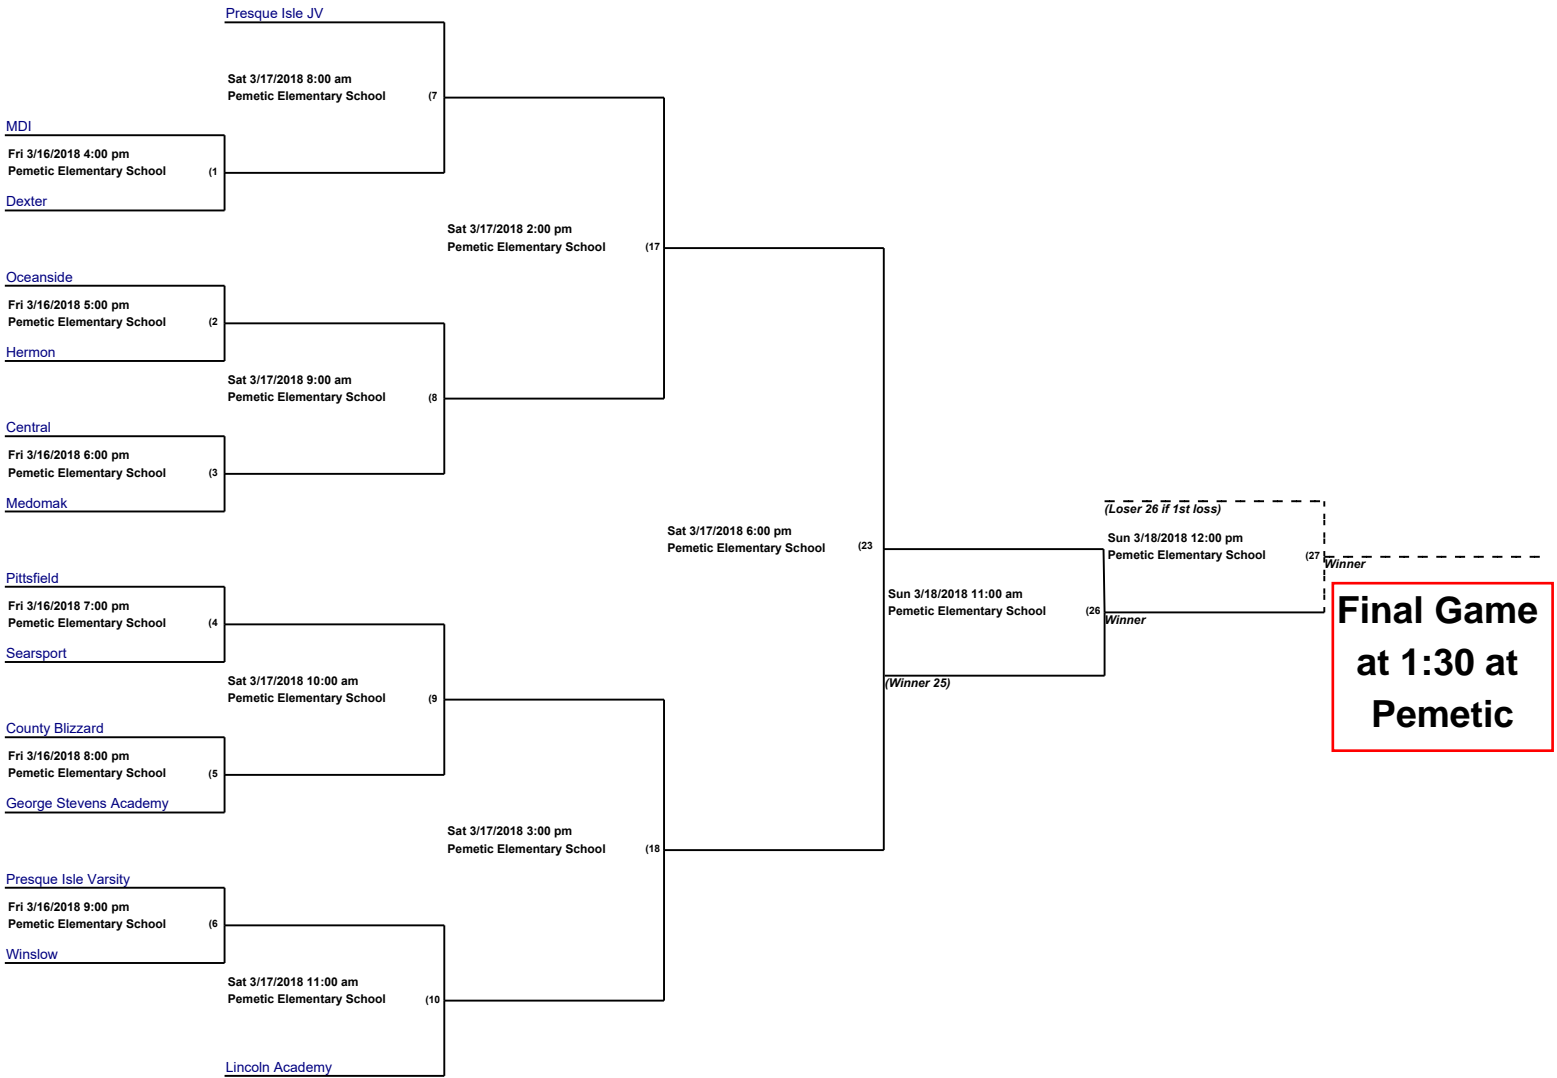 Presque Isle JV
Sat 3/17/2018 8:00 am
Pemetic Elementary School (7
MDI
Fri 3/16/2018 4:00 pm
Pemetic Elementary School (1
Dexter
Sat 3/17/2018 2:00 pm
Pemetic Elementary School (17
Oceanside
Fri 3/16/2018 5:00 pm
Pemetic Elementary School (2
Hermon
Sat 3/17/2018 9:00 am
Pemetic Elementary School (8
Central
Fri 3/16/2018 6:00 pm
Pemetic Elementary School (3
Medomak
Sat 3/17/2018 6:00 pm
Pemetic Elementary School (23
(Loser 26 if 1st loss)
Sun 3/18/2018 12:00 pm
Pemetic Elementary School (27
Winner
Sun 3/18/2018 11:00 am
Pemetic Elementary School (26
Winner
(Winner 25)
Final Game
at 1:30 at
Pemetic
Pittsfield
Fri 3/16/2018 7:00 pm
Pemetic Elementary School (4
Searsport
Sat 3/17/2018 10:00 am
Pemetic Elementary School (9
County Blizzard
Fri 3/16/2018 8:00 pm
Pemetic Elementary School (5
George Stevens Academy
Sat 3/17/2018 3:00 pm
Pemetic Elementary School (18
Presque Isle Varsity
Fri 3/16/2018 9:00 pm
Pemetic Elementary School (6
Winslow
Sat 3/17/2018 11:00 am
Pemetic Elementary School (10
Lincoln Academy